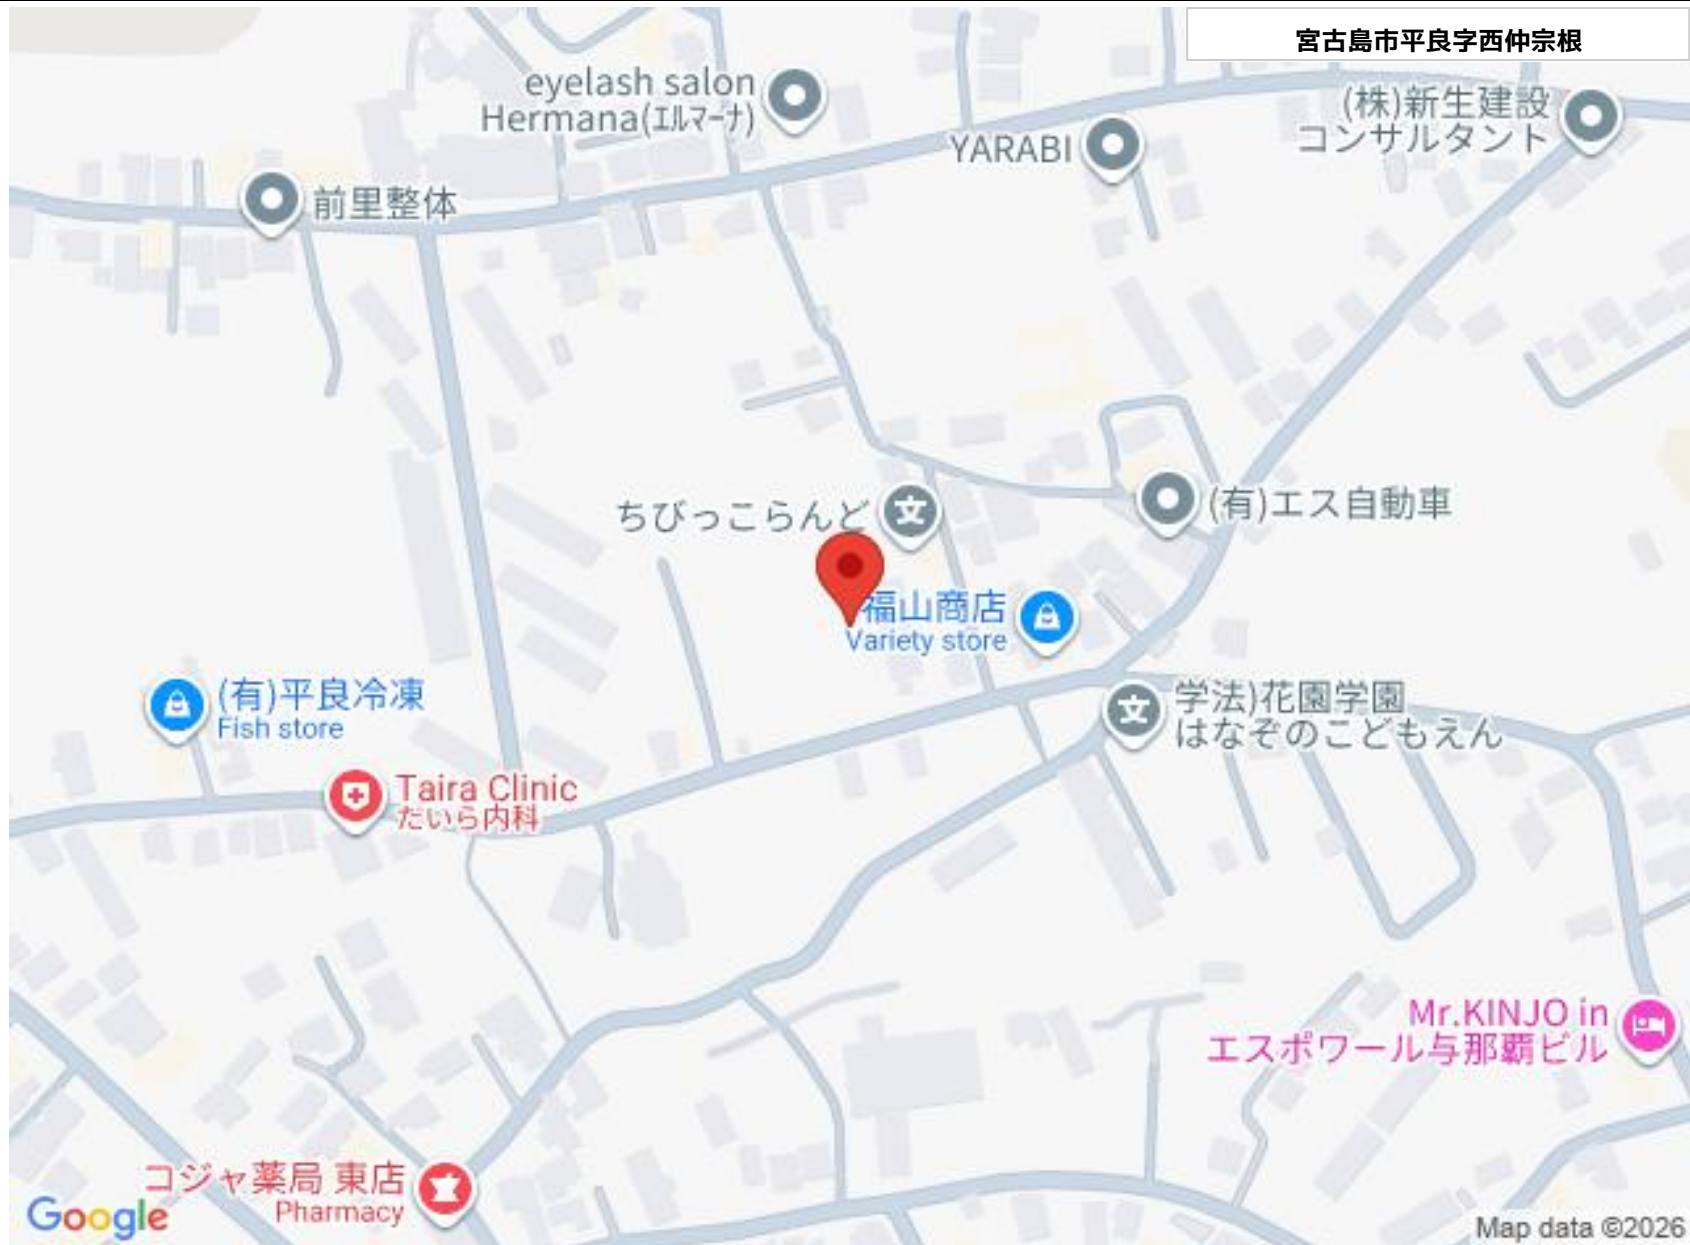 宮古島市平良字西仲宗根
eyelash salon
Hermana(ｴﾙﾏｰﾅ)
(株)新生建設
コンサルタント
YARABI
前里整体
ちびっこらんど
文
(有)エス自動車
福山商店
Variety store
(有)平良冷凍
Fish store
文
学法)花園学園
はなぞのこどもえん
Taira Clinic
たいら内科
Mr.KINJO in
エスポワール与那覇ビル
コジャ薬局 東店
Pharmacy
Google
Map data ©2026